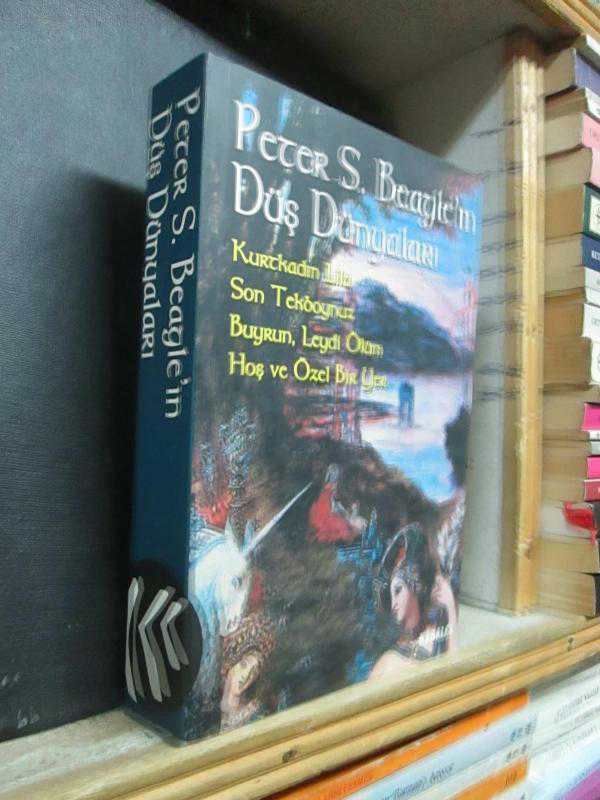 Peter S. Beagle'ın
Düş Dünyaları
Peter S. Beagle'ın
Düş Dünyaları
Kurtkadın Lila
Son Tekboynuz
Buyrun, Leydi Ölüm
Hoş ve Özel Bir Yer